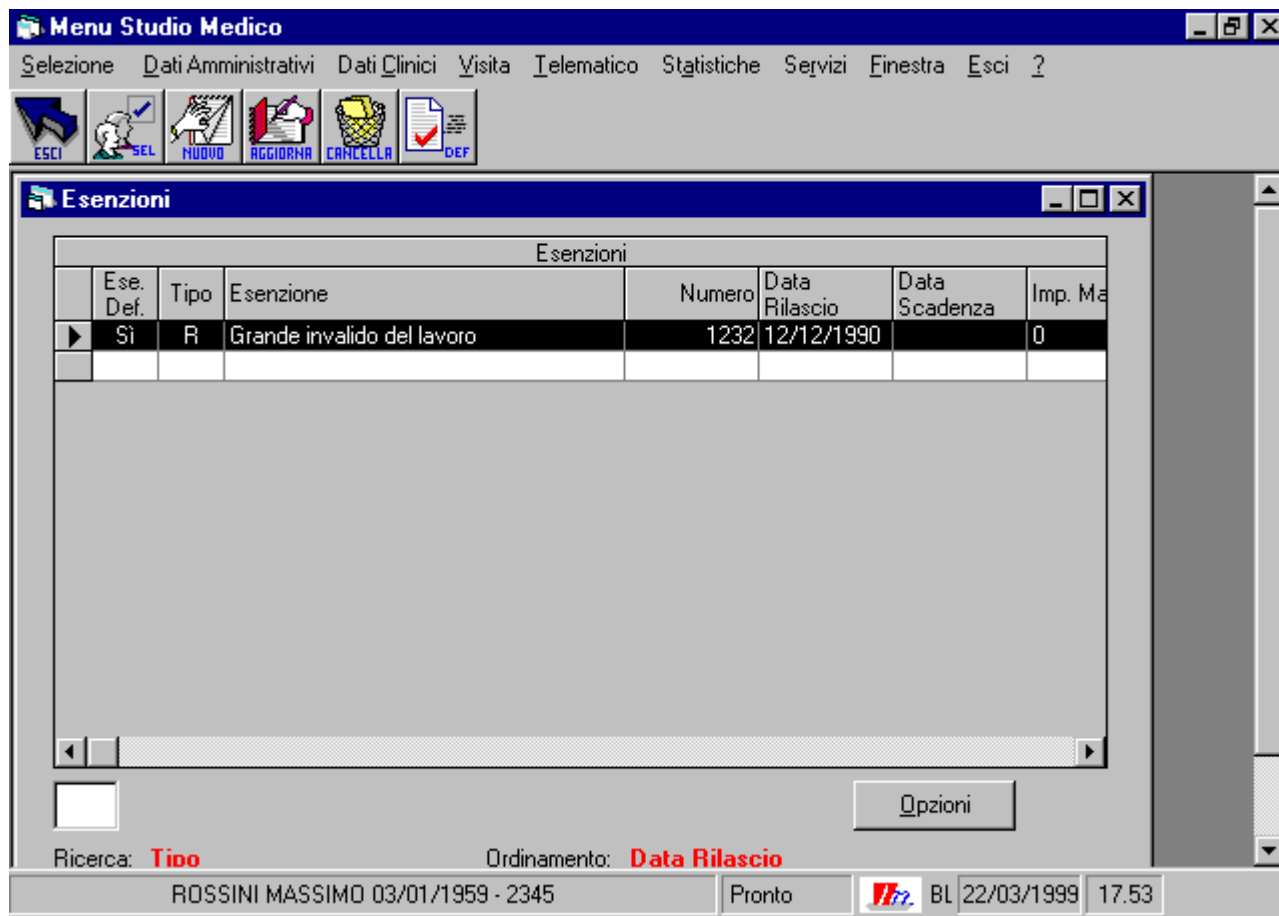 Menu Studio Medico
Selezione Dati Amministrativi Dati Clinici Visita Telematico Statistiche Servizi Finestra Esci ?
ESCI SEL NUOVO AGGIORNA CANCELLA DEF
Esenzioni
Esenzioni
Ese. Def. Tipo Esenzione Numero Data Rilascio Data Scadenza Imp. Ma
Sì R Grande invalido del lavoro 1232 12/12/1990 0
Opzioni
Ricerca: Tipo Ordinamento: Data Rilascio
ROSSINI MASSIMO 03/01/1959 - 2345 Pronto BL 22/03/1999 17.53